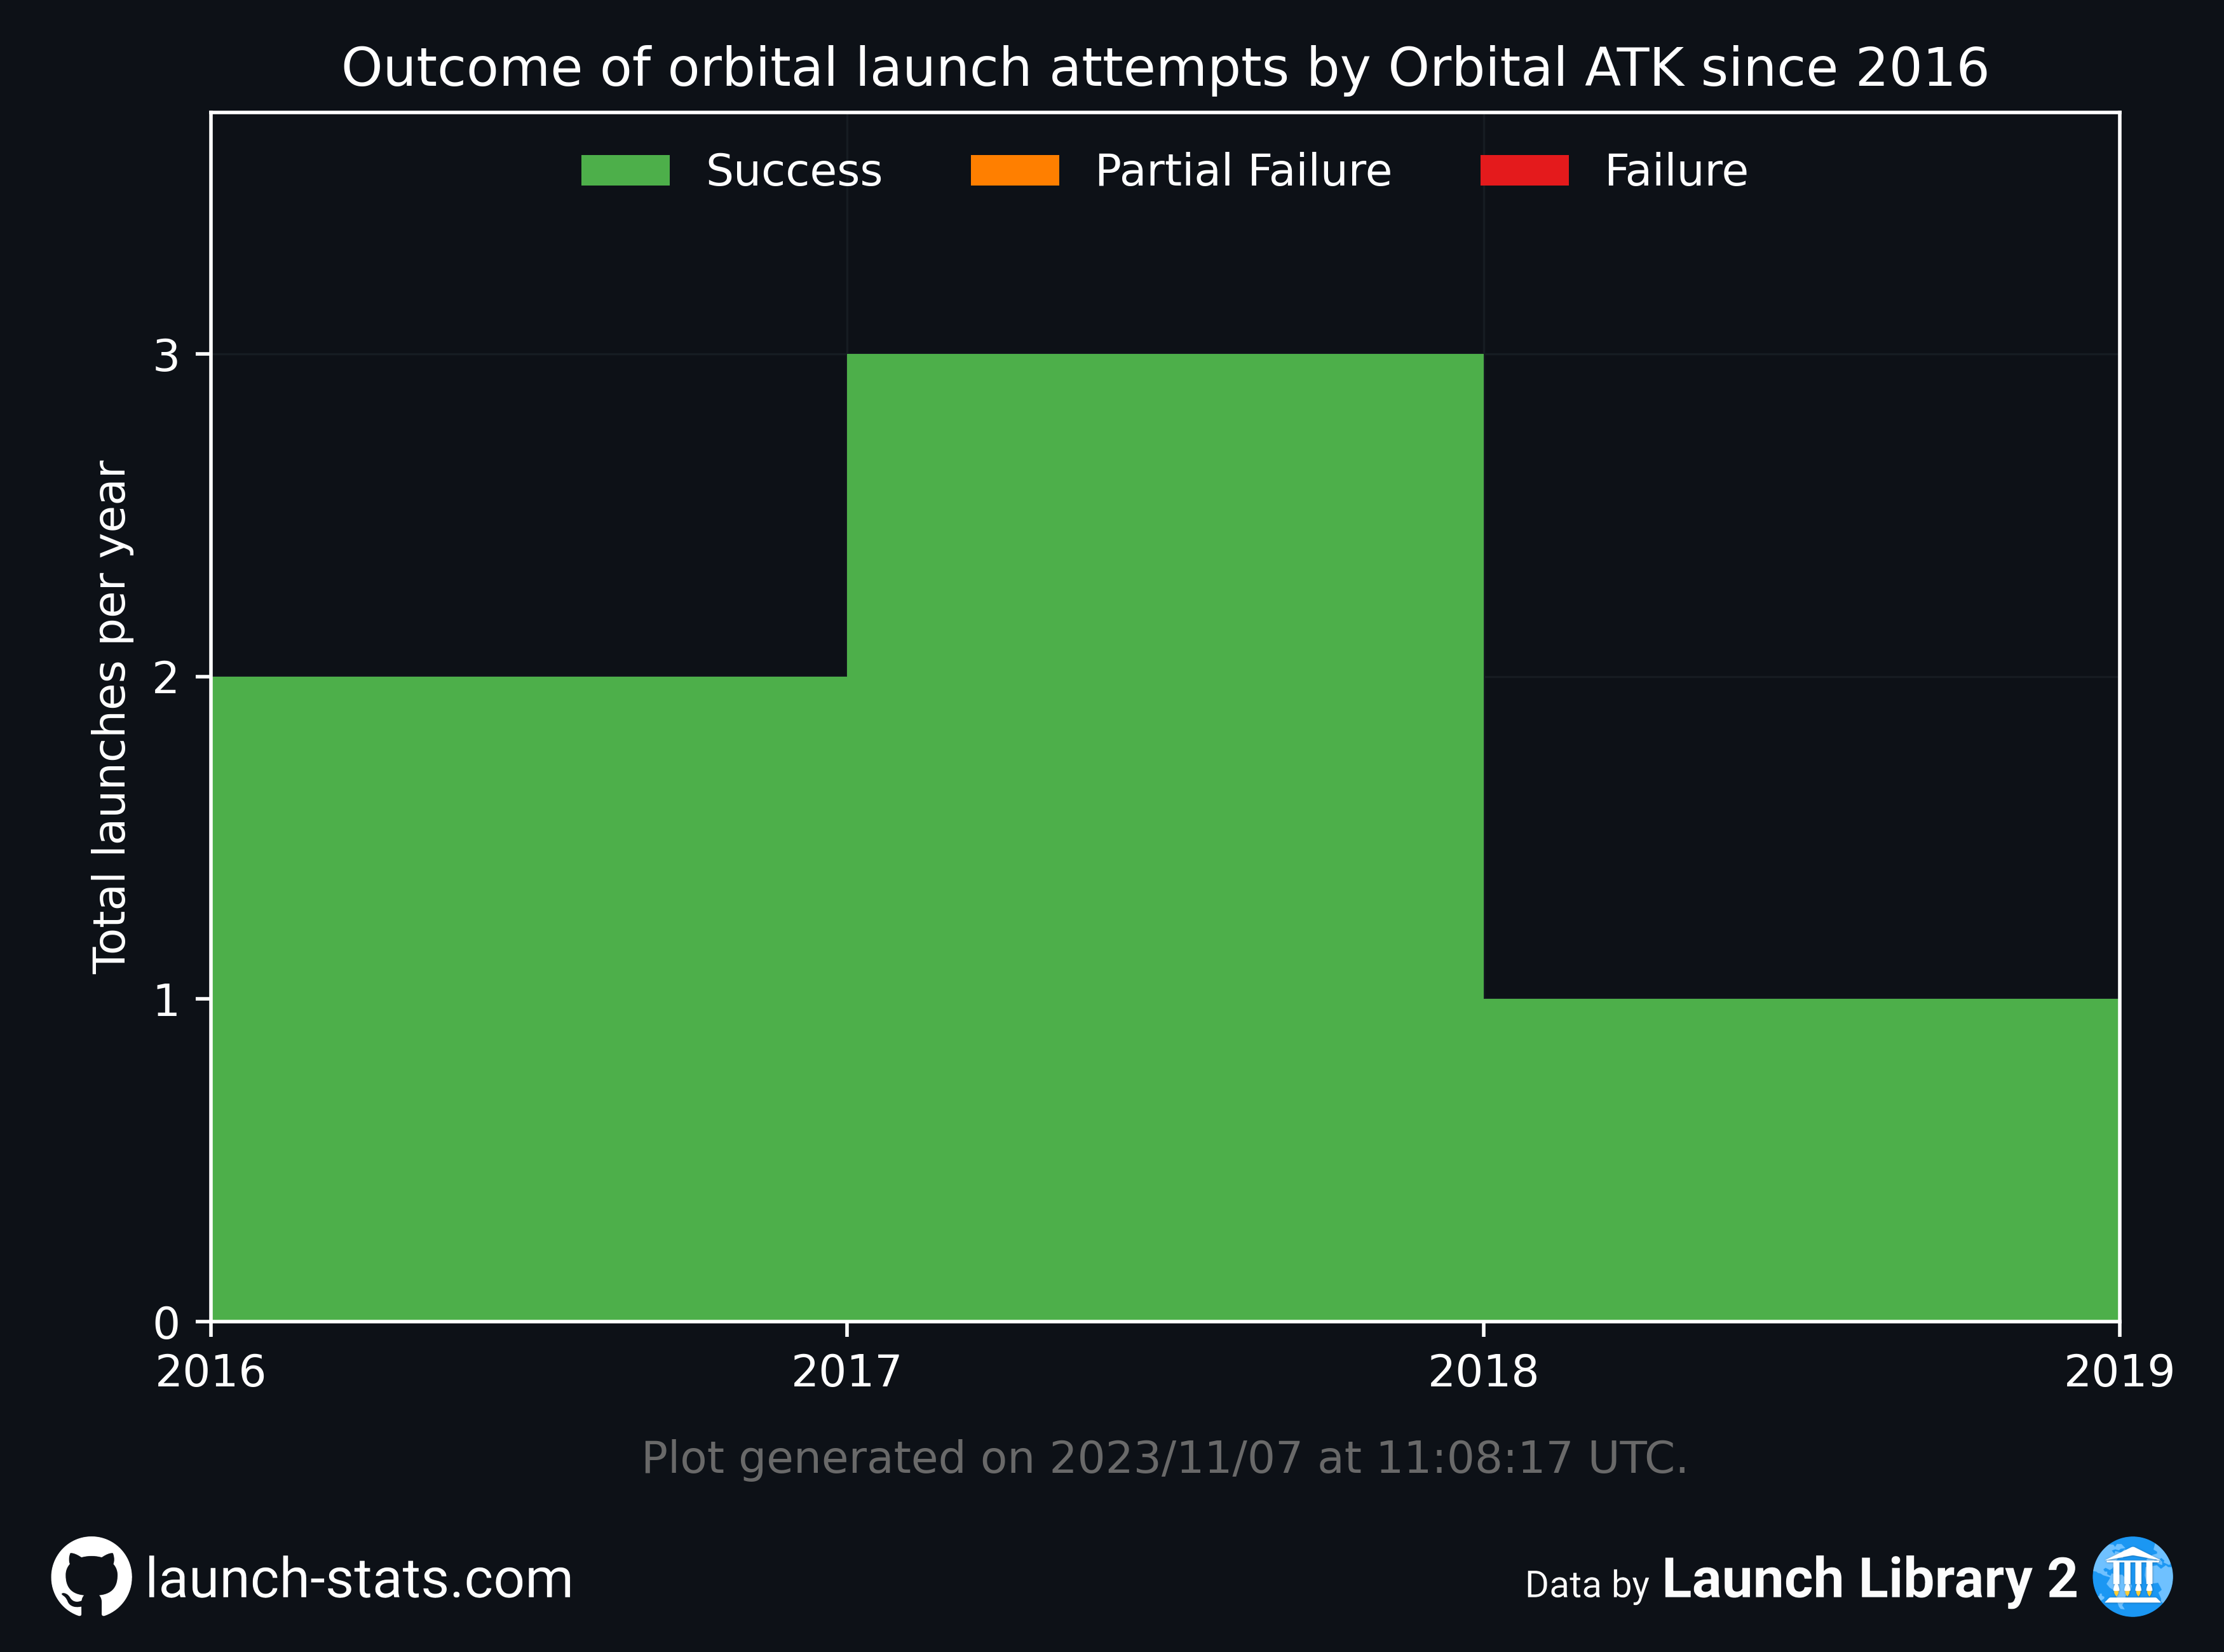 Outcome of orbital launch attempts by Orbital ATK since 2016
Success Partial Failure Failure
Total launches per year
3
2
1
0
2016 2017 2018 2019
Plot generated on 2023/11/07 at 11:08:17 UTC.
launch-stats.com
Data by Launch Library 2